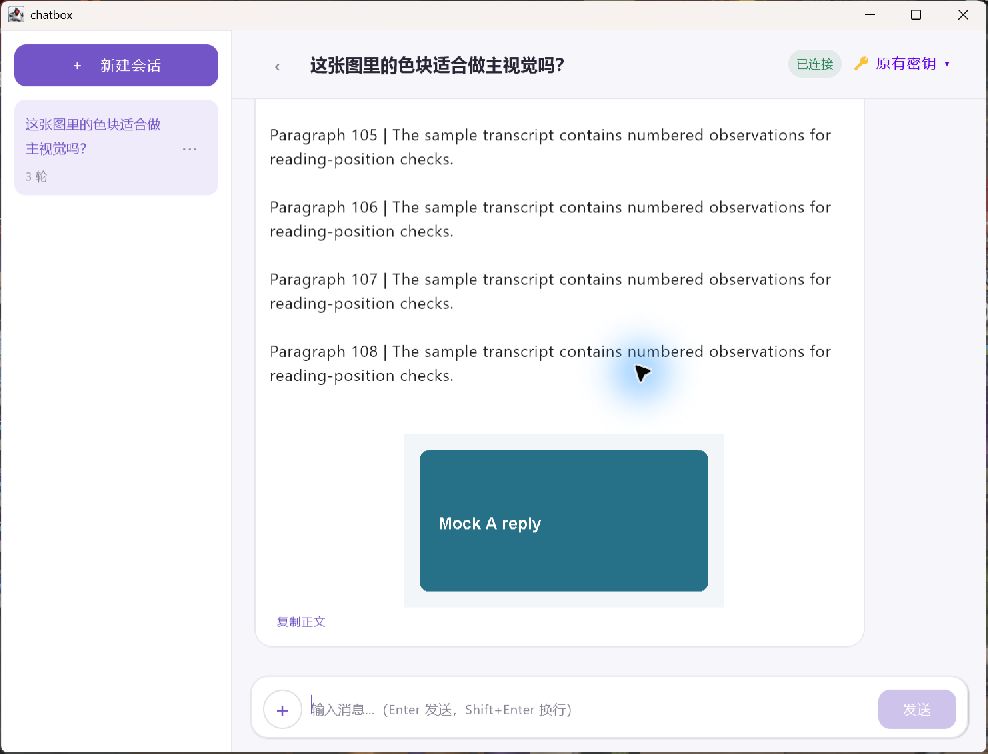 chatbox
+ 新建会话
这张图里的色块适合做
主视觉吗?
...
3 轮
‹ 这张图里的色块适合做主视觉吗?
已连接
原有密钥
Paragraph 105 | The sample transcript contains numbered observations for
reading-position checks.
Paragraph 106 | The sample transcript contains numbered observations for
reading-position checks.
Paragraph 107 | The sample transcript contains numbered observations for
reading-position checks.
Paragraph 108 | The sample transcript contains numbered observations for
reading-position checks.
Mock A reply
复制正文
+
输入消息... (Enter 发送, Shift+Enter 换行)
发送